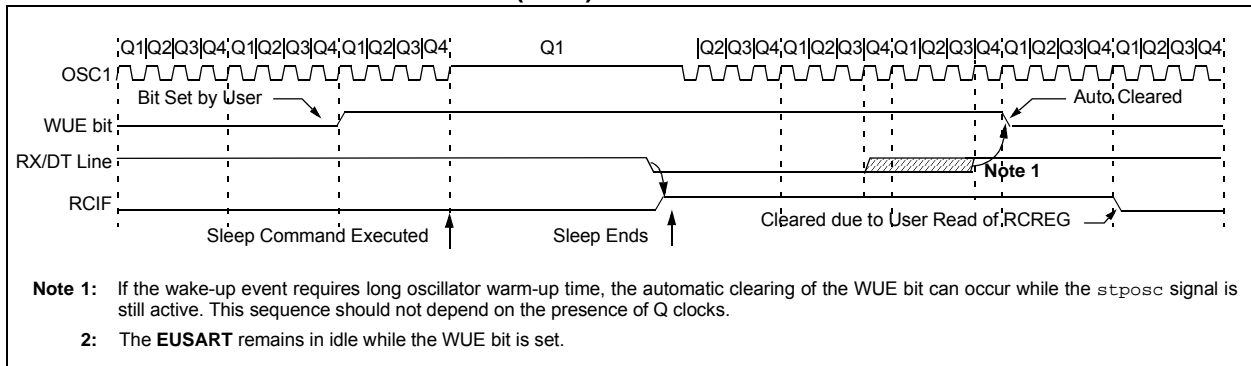 Q1|Q2|Q3|Q4|Q1|Q2|Q3|Q4|Q1|Q2|Q3|Q4 Q1 |Q2|Q3|Q4|Q1|Q2|Q3|Q4|Q1|Q2|Q3|Q4|Q1|Q2|Q3|Q4|Q1|Q2|Q3|Q4
OSC1
Bit Set by User Auto Cleared
WUE bit
RX/DT Line
Note 1
RCIF
Cleared due to User Read of RCREG
Sleep Command Executed Sleep Ends
Note 1: If the wake-up event requires long oscillator warm-up time, the automatic clearing of the WUE bit can occur while the stposc signal is
still active. This sequence should not depend on the presence of Q clocks.
2: The EUSART remains in idle while the WUE bit is set.